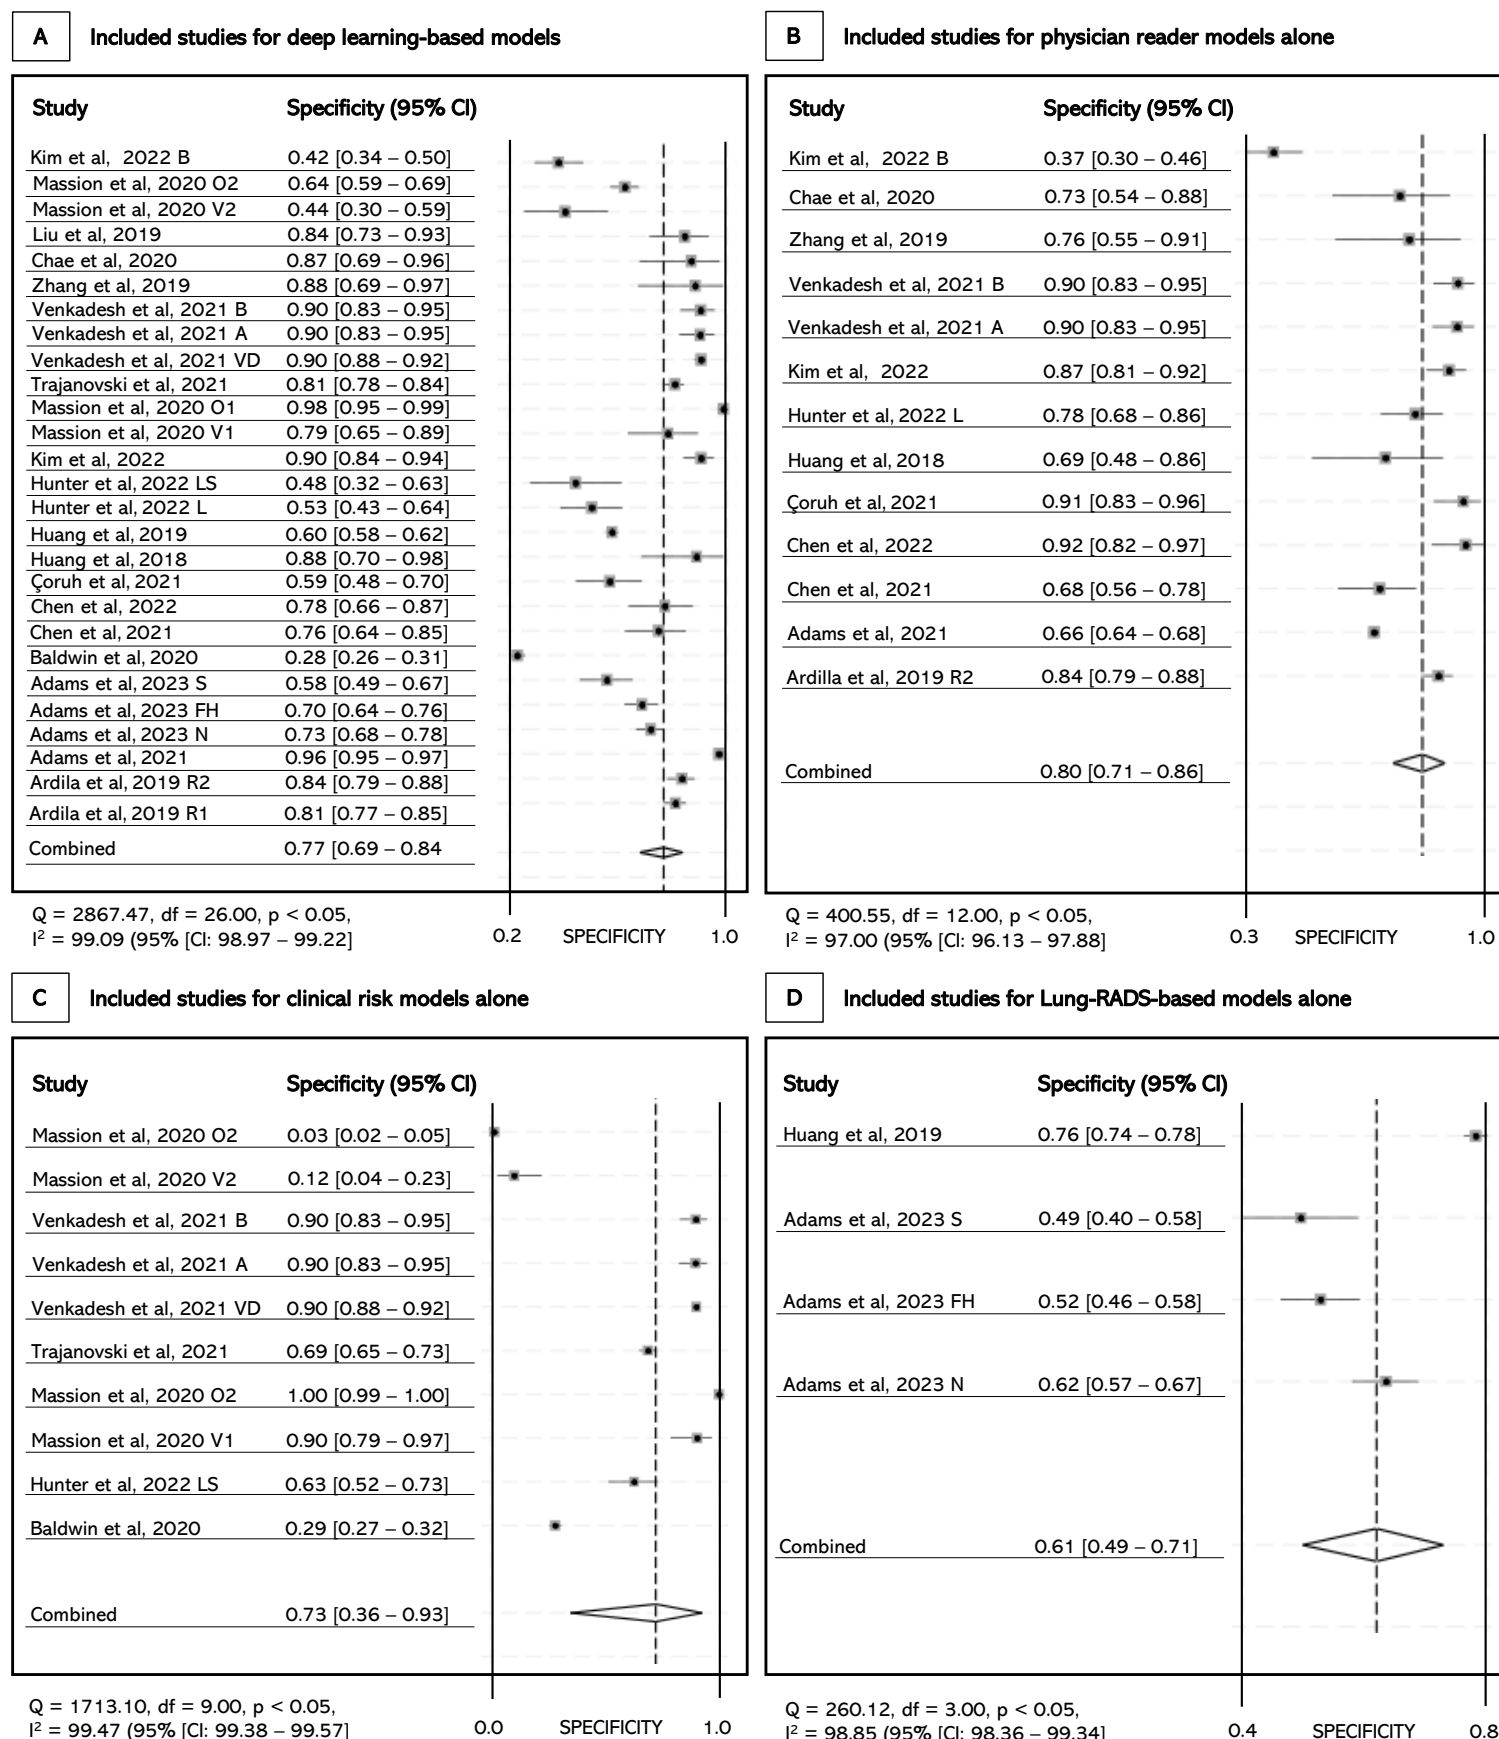 A Included studies for deep learning-based models
Study Specificity (95% CI)
Kim et al, 2022 B 0.42 [0.34 – 0.50]
Massion et al, 2020 O2 0.64 [0.59 – 0.69]
Massion et al, 2020 V2 0.44 [0.30 – 0.59]
Liu et al, 2019 0.84 [0.73 – 0.93]
Chae et al, 2020 0.87 [0.69 – 0.96]
Zhang et al, 2019 0.88 [0.69 – 0.97]
Venkadesh et al, 2021 B 0.90 [0.83 – 0.95]
Venkadesh et al, 2021 A 0.90 [0.83 – 0.95]
Venkadesh et al, 2021 VD 0.90 [0.88 – 0.92]
Trajanovski et al, 2021 0.81 [0.78 – 0.84]
Massion et al, 2020 O1 0.98 [0.95 – 0.99]
Massion et al, 2020 V1 0.79 [0.65 – 0.89]
Kim et al, 2022 0.90 [0.84 – 0.94]
Hunter et al, 2022 LS 0.48 [0.32 – 0.63]
Hunter et al, 2022 L 0.53 [0.43 – 0.64]
Huang et al, 2019 0.60 [0.58 – 0.62]
Huang et al, 2018 0.88 [0.70 – 0.98]
Çoruh et al, 2021 0.59 [0.48 – 0.70]
Chen et al, 2022 0.78 [0.66 – 0.87]
Chen et al, 2021 0.76 [0.64 – 0.85]
Baldwin et al, 2020 0.28 [0.26 – 0.31]
Adams et al, 2023 S 0.58 [0.49 – 0.67]
Adams et al, 2023 FH 0.70 [0.64 – 0.76]
Adams et al, 2023 N 0.73 [0.68 – 0.78]
Adams et al, 2021 0.96 [0.95 – 0.97]
Ardila et al, 2019 R2 0.84 [0.79 – 0.88]
Ardila et al, 2019 R1 0.81 [0.77 – 0.85]
Combined 0.77 [0.69 – 0.84
Q = 2867.47, df = 26.00, p < 0.05,
I² = 99.09 (95% [CI: 98.97 – 99.22]
0.2 SPECIFICITY 1.0
B Included studies for physician reader models alone
Study Specificity (95% CI)
Kim et al, 2022 B 0.37 [0.30 – 0.46]
Chae et al, 2020 0.73 [0.54 – 0.88]
Zhang et al, 2019 0.76 [0.55 – 0.91]
Venkadesh et al, 2021 B 0.90 [0.83 – 0.95]
Venkadesh et al, 2021 A 0.90 [0.83 – 0.95]
Kim et al, 2022 0.87 [0.81 – 0.92]
Hunter et al, 2022 L 0.78 [0.68 – 0.86]
Huang et al, 2018 0.69 [0.48 – 0.86]
Çoruh et al, 2021 0.91 [0.83 – 0.96]
Chen et al, 2022 0.92 [0.82 – 0.97]
Chen et al, 2021 0.68 [0.56 – 0.78]
Adams et al, 2021 0.66 [0.64 – 0.68]
Ardilla et al, 2019 R2 0.84 [0.79 – 0.88]
Combined 0.80 [0.71 – 0.86]
Q = 400.55, df = 12.00, p < 0.05,
I² = 97.00 (95% [CI: 96.13 – 97.88]
0.3 SPECIFICITY 1.0
C Included studies for clinical risk models alone
Study Specificity (95% CI)
Massion et al, 2020 O2 0.03 [0.02 – 0.05]
Massion et al, 2020 V2 0.12 [0.04 – 0.23]
Venkadesh et al, 2021 B 0.90 [0.83 – 0.95]
Venkadesh et al, 2021 A 0.90 [0.83 – 0.95]
Venkadesh et al, 2021 VD 0.90 [0.88 – 0.92]
Trajanovski et al, 2021 0.69 [0.65 – 0.73]
Massion et al, 2020 O2 1.00 [0.99 – 1.00]
Massion et al, 2020 V1 0.90 [0.79 – 0.97]
Hunter et al, 2022 LS 0.63 [0.52 – 0.73]
Baldwin et al, 2020 0.29 [0.27 – 0.32]
Combined 0.73 [0.36 – 0.93]
Q = 1713.10, df = 9.00, p < 0.05,
I² = 99.47 (95% [CI: 99.38 – 99.57]
0.0 SPECIFICITY 1.0
D Included studies for Lung-RADS-based models alone
Study Specificity (95% CI)
Huang et al, 2019 0.76 [0.74 – 0.78]
Adams et al, 2023 S 0.49 [0.40 – 0.58]
Adams et al, 2023 FH 0.52 [0.46 – 0.58]
Adams et al, 2023 N 0.62 [0.57 – 0.67]
Combined 0.61 [0.49 – 0.71]
Q = 260.12, df = 3.00, p < 0.05,
I² = 98.85 (95% [CI: 98.36 – 99.34]
0.4 SPECIFICITY 0.8